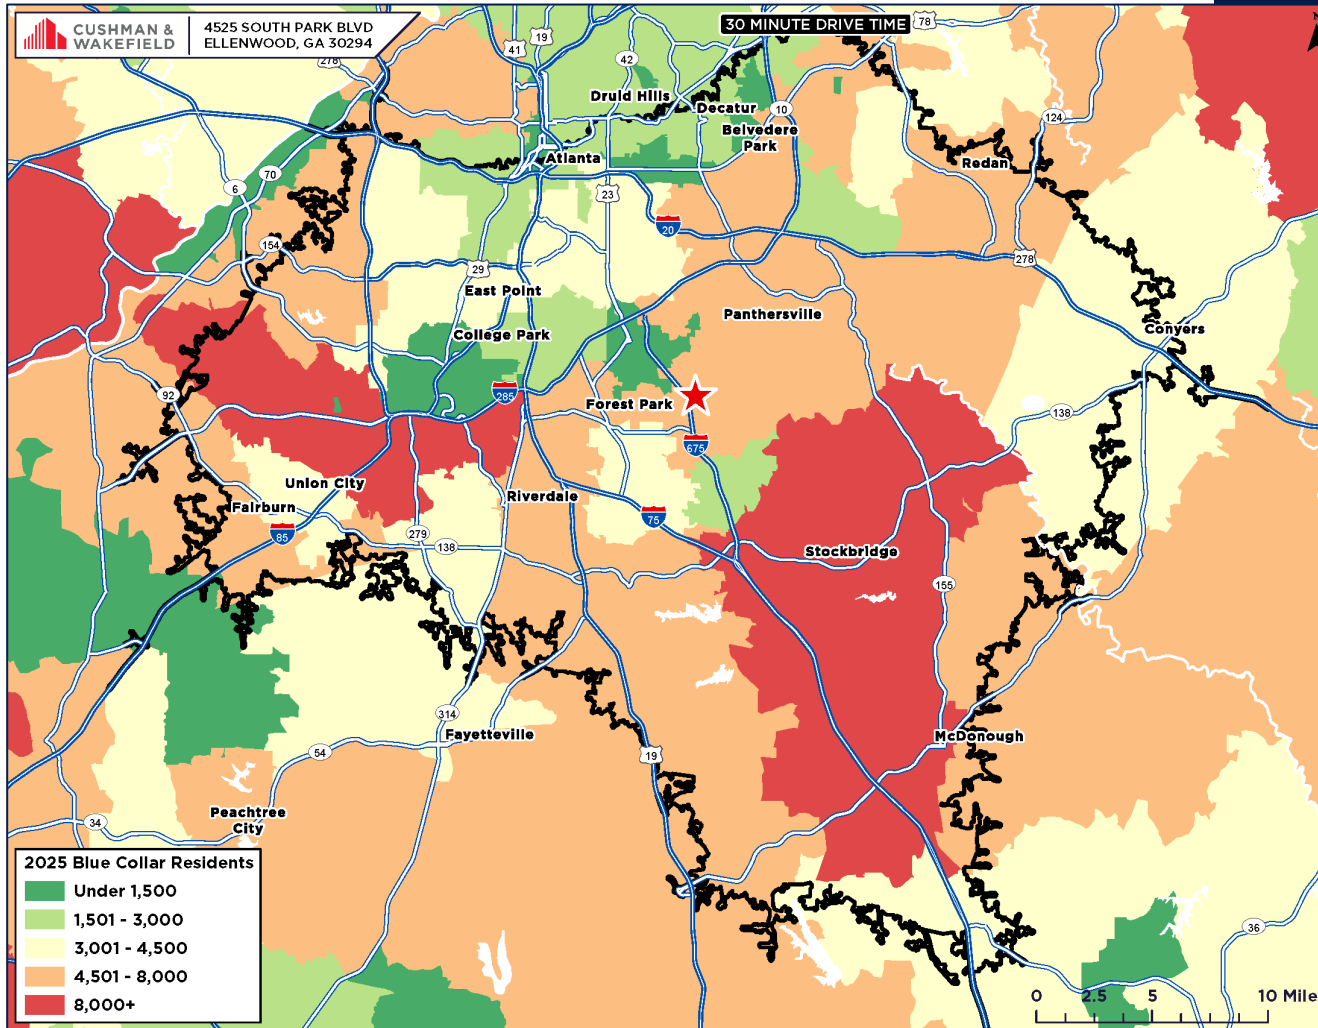 CUSHMAN &
WAKEFIELD
4525 SOUTH PARK BLVD
ELLENWOOD, GA 30294
30 MINUTE DRIVE TIME
78
19
41
42
278
Druid Hills
Decatur
10
124
Belvedere
Park
Atlanta
Redan
70
6
23
20
154
278
29
East Point
Panthersville
College Park
Conyers
285
92
Forest Park
138
675
Union City
Riverdale
Fairburn
75
85
279
138
Stockbridge
155
314
Fayetteville
McDonough
54
19
Peachtree
City
34
36
2025 Blue Collar Residents
Under 1,500
1,501 - 3,000
3,001 - 4,500
4,501 - 8,000
8,000+
0 2.5 5 10 Mile